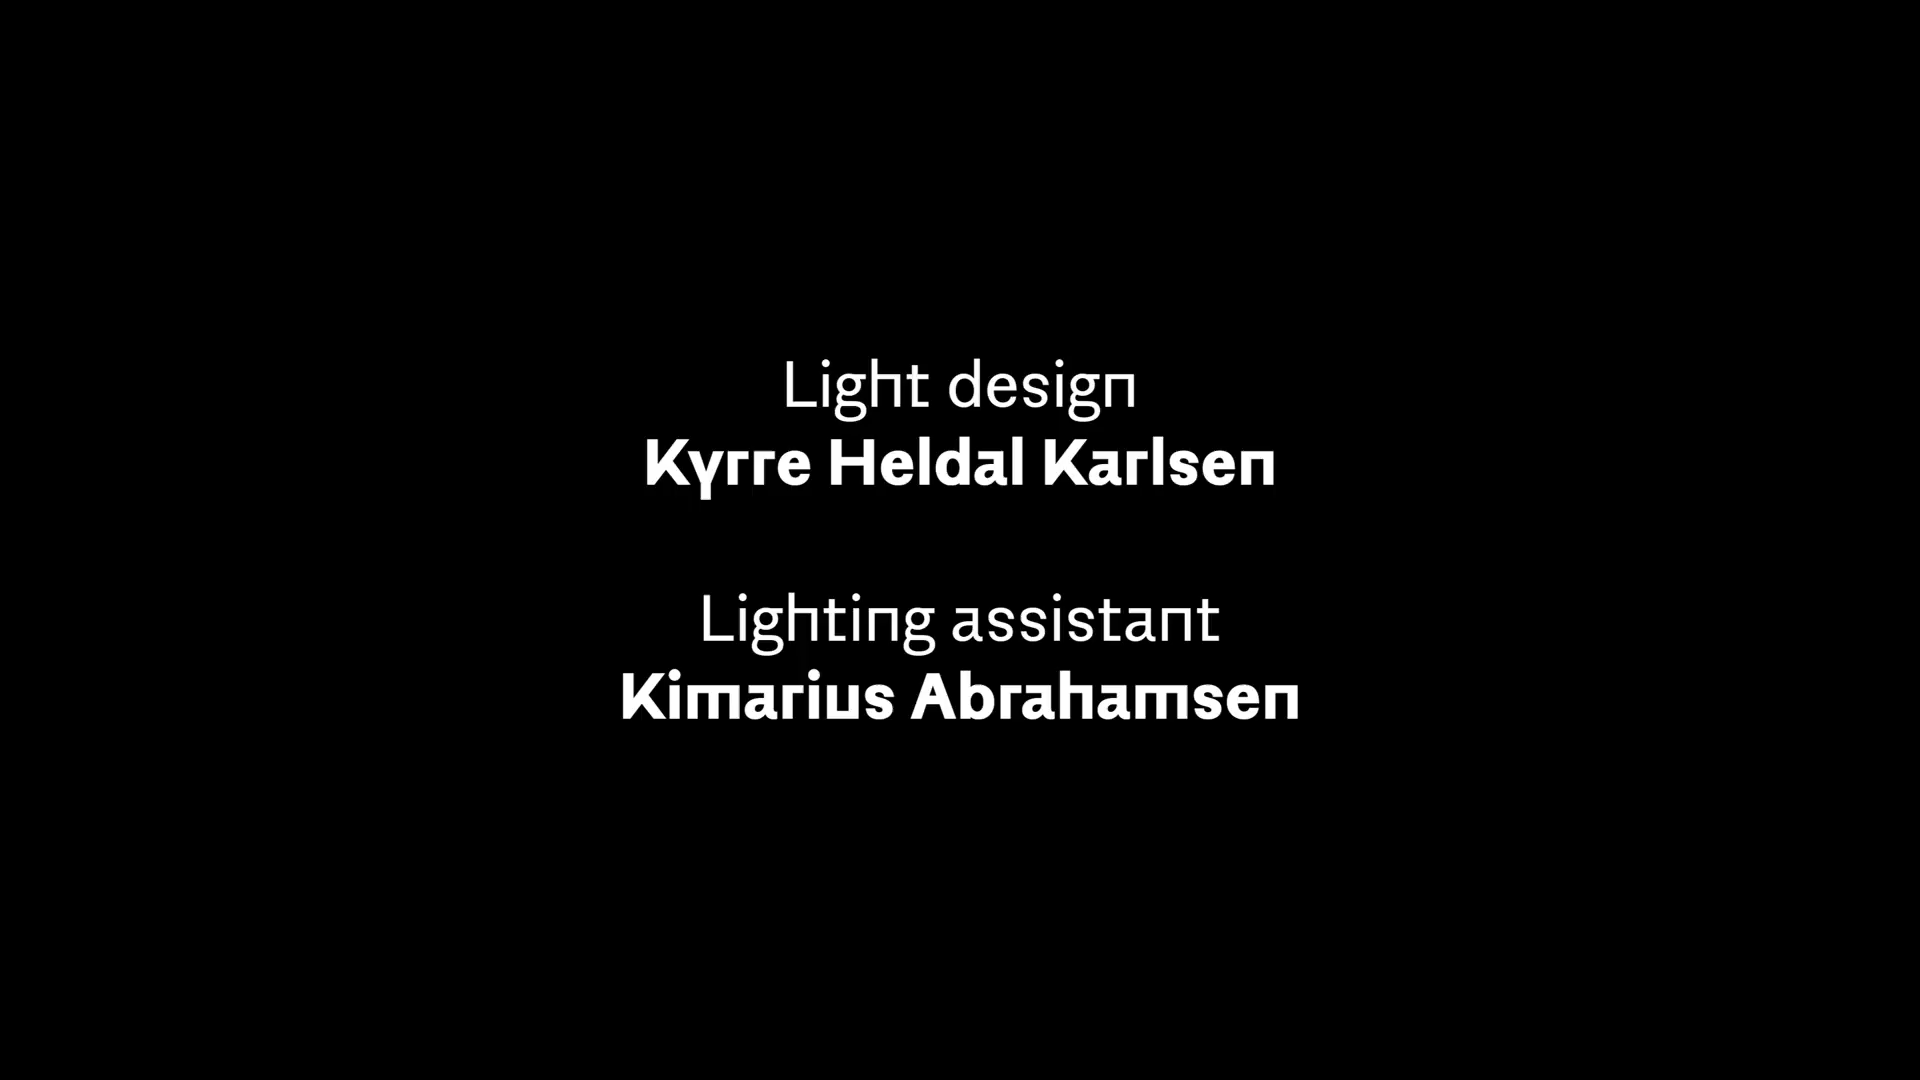 Light design
Kyrre Heldal Karlsen
Lighting assistant
Kimarius Abrahamsen